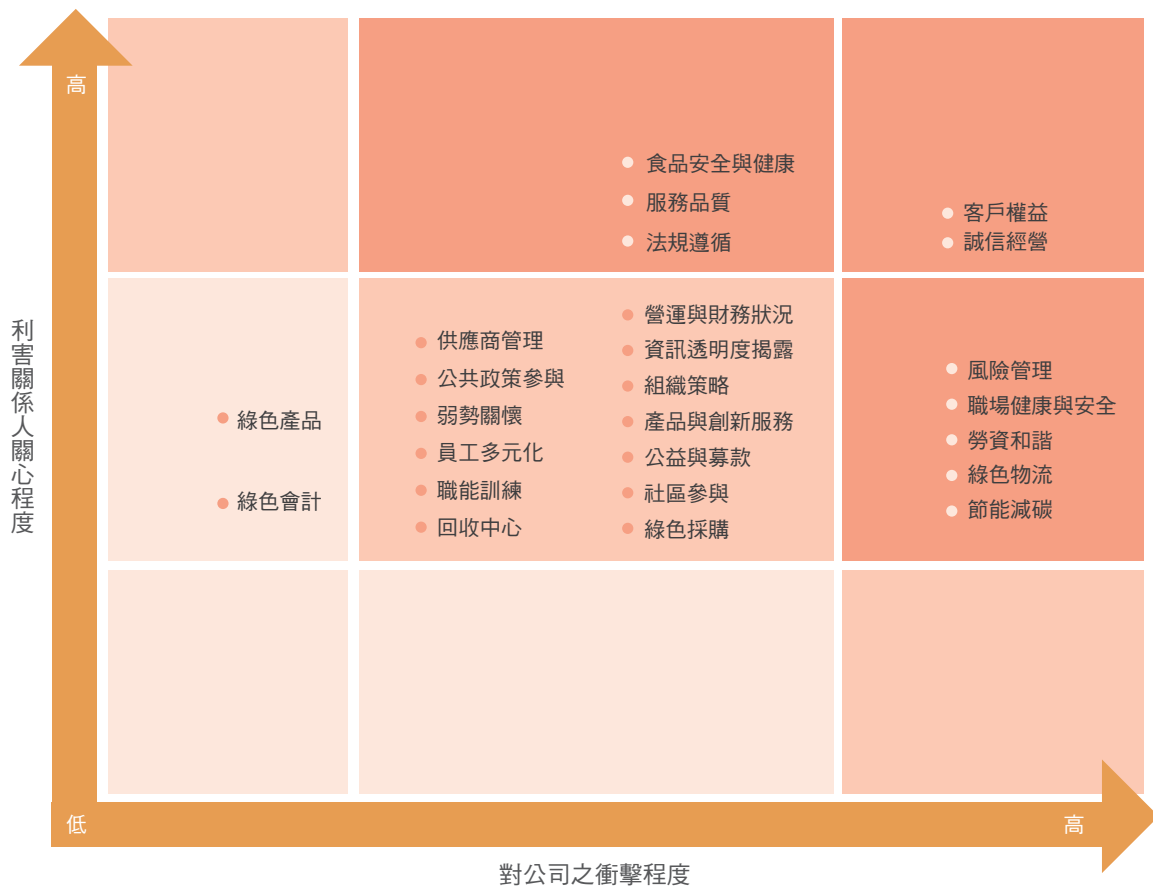 高
食品安全與健康
服務品質
法規遵循
客戶權益
誠信經營
利害關係人關心程度
綠色產品
綠色會計
供應商管理
公共政策參與
弱勢關懷
員工多元化
職能訓練
回收中心
營運與財務狀況
資訊透明度揭露
組織策略
產品與創新服務
公益與募款
社區參與
綠色採購
風險管理
職場健康與安全
勞資和諧
綠色物流
節能減碳
低
高
對公司之衝擊程度